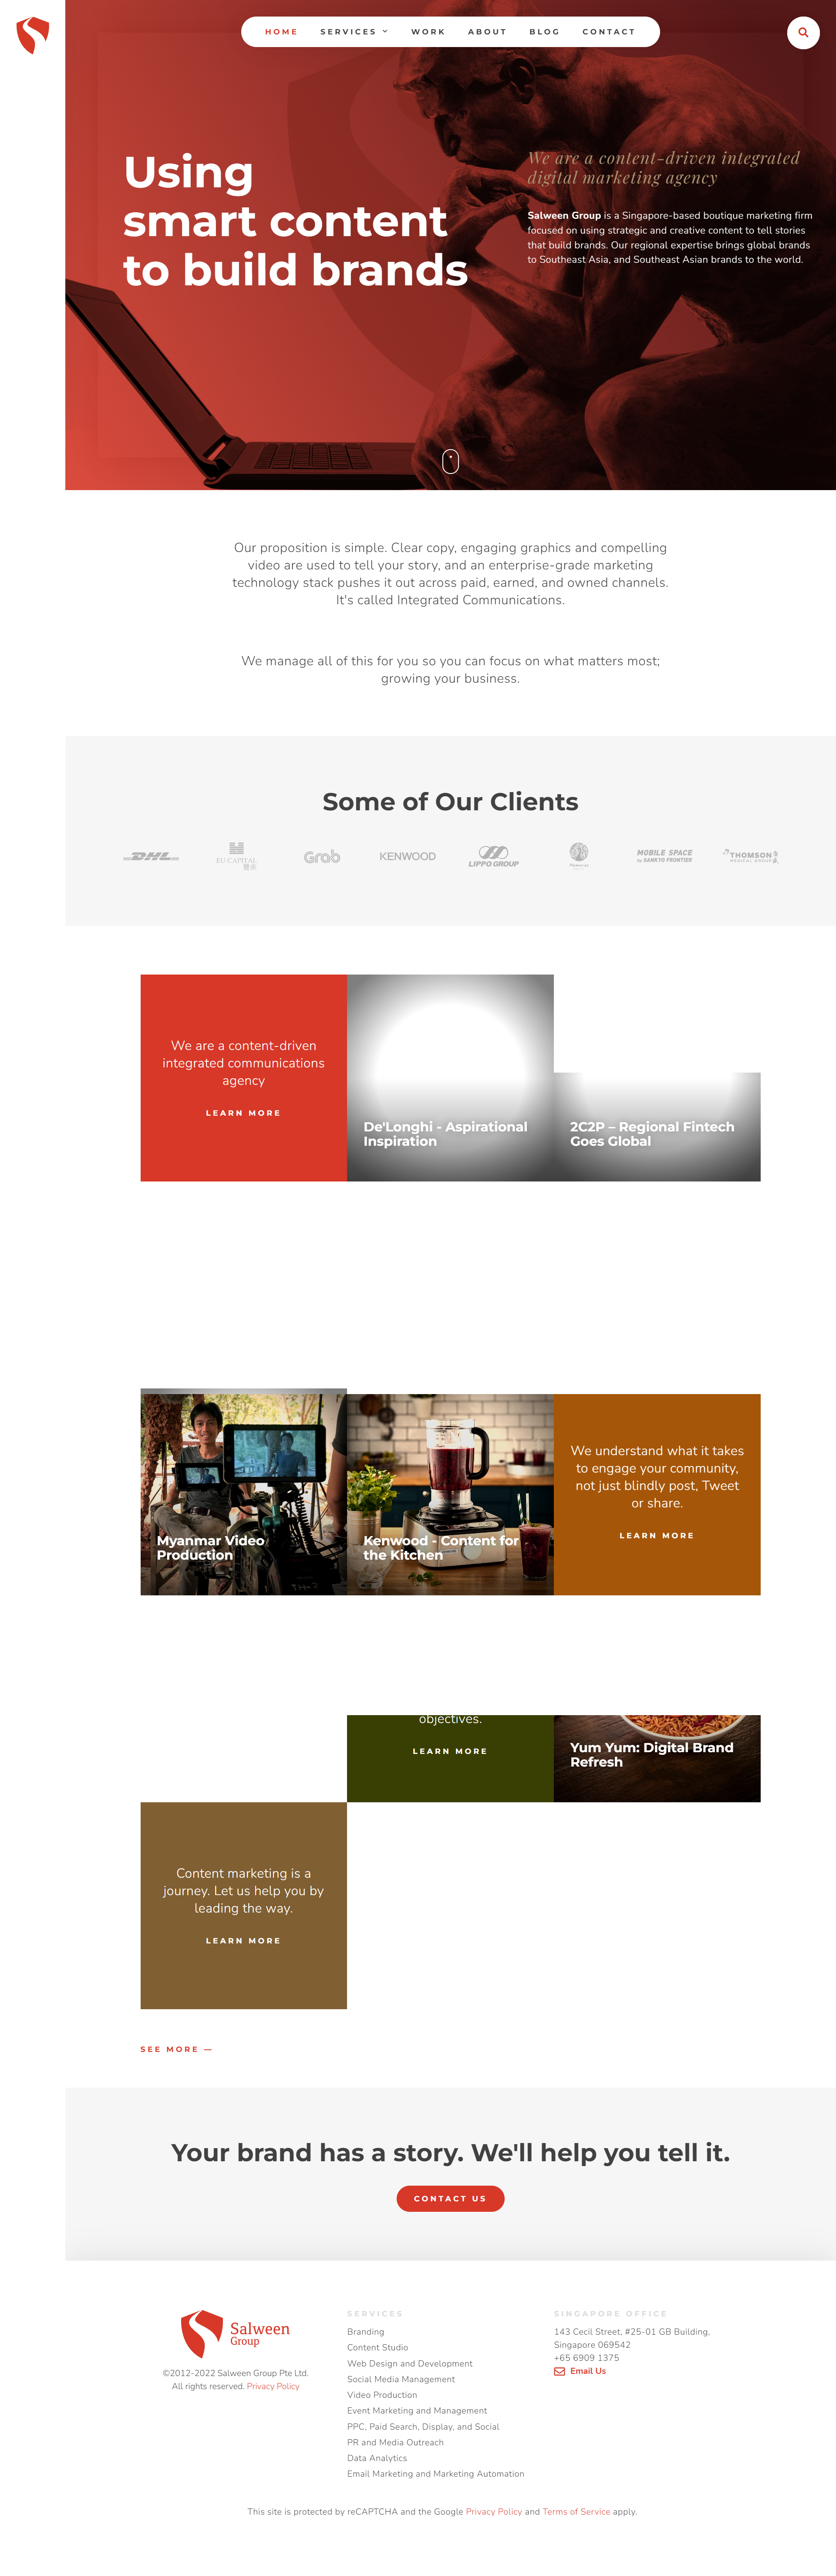 HOME SERVICES WORK ABOUT BLOG CONTACT
Using
smart content
to build brands
We are a content-driven integrated
digital marketing agency
Salween Group is a Singapore-based boutique marketing firm
focused on using strategic and creative content to tell stories
that build brands. Our regional expertise brings global brands
to Southeast Asia, and Southeast Asian brands to the world.
Our proposition is simple. Clear copy, engaging graphics and compelling
video are used to tell your story, and an enterprise-grade marketing
technology stack pushes it out across paid, earned, and owned channels.
It's called Integrated Communications.
We manage all of this for you so you can focus on what matters most;
growing your business.
Some of Our Clients
DHL
EU CAPITAL
Grab
KENWOOD
LIPPO GROUP
MOBILE SPACE
by SANKYO FRONTIER
THOMSON
MEDICAL GROUP
We are a content-driven
integrated communications
agency
LEARN MORE
De'Longhi - Aspirational
Inspiration
2C2P – Regional Fintech
Goes Global
Myanmar Video
Production
Kenwood - Content for
the Kitchen
We understand what it takes
to engage your community,
not just blindly post, Tweet
or share.
LEARN MORE
objectives.
LEARN MORE
Yum Yum: Digital Brand
Refresh
Content marketing is a
journey. Let us help you by
leading the way.
LEARN MORE
SEE MORE —
Your brand has a story. We'll help you tell it.
CONTACT US
Salween
Group
©2012-2022 Salween Group Pte Ltd.
All rights reserved. Privacy Policy
SERVICES
Branding
Content Studio
Web Design and Development
Social Media Management
Video Production
Event Marketing and Management
PPC, Paid Search, Display, and Social
PR and Media Outreach
Data Analytics
Email Marketing and Marketing Automation
SINGAPORE OFFICE
143 Cecil Street, #25-01 GB Building,
Singapore 069542
+65 6909 1375
Email Us
This site is protected by reCAPTCHA and the Google Privacy Policy and Terms of Service apply.